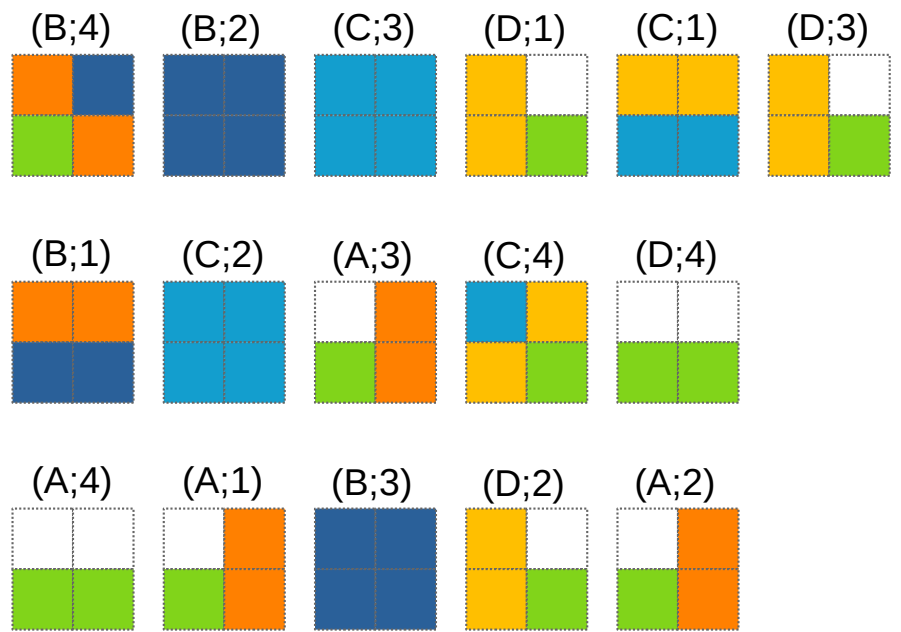 (B;4) (B;2) (C;3) (D;1) (C;1) (D;3)
(B;1) (C;2) (A;3) (C;4) (D;4)
(A;4) (A;1) (B;3) (D;2) (A;2)